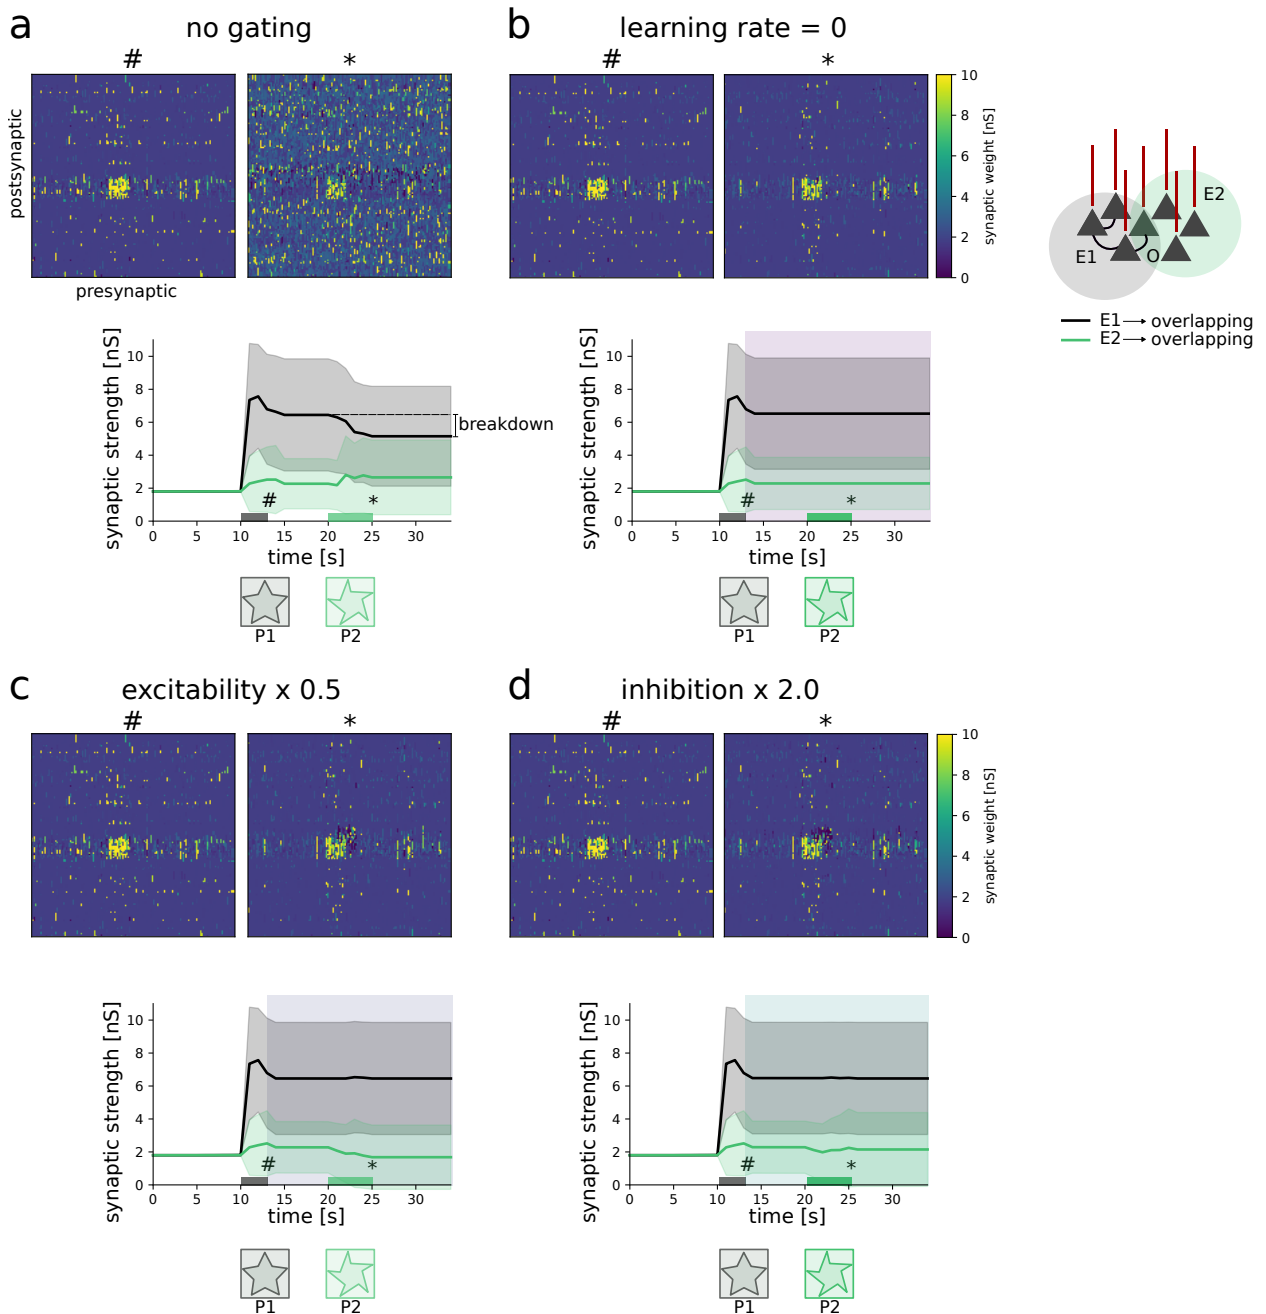 a
no gating
#
*
postsynaptic
presynaptic
synaptic strength [nS]
10
8
6
4
2
0
breakdown
#
*
0 5 10 15 20 25 30
time [s]
P1
P2
b
learning rate = 0
#
*
10
8
6
4
2
0
synaptic weight [nS]
synaptic strength [nS]
10
8
6
4
2
0
#
*
0 5 10 15 20 25 30
time [s]
P1
P2
E2
E1
O
E1 → overlapping
E2 → overlapping
c
excitability x 0.5
#
*
synaptic strength [nS]
10
8
6
4
2
0
#
*
0 5 10 15 20 25 30
time [s]
P1
P2
d
inhibition x 2.0
#
*
10
8
6
4
2
0
synaptic weight [nS]
synaptic strength [nS]
10
8
6
4
2
0
#
*
0 5 10 15 20 25 30
time [s]
P1
P2